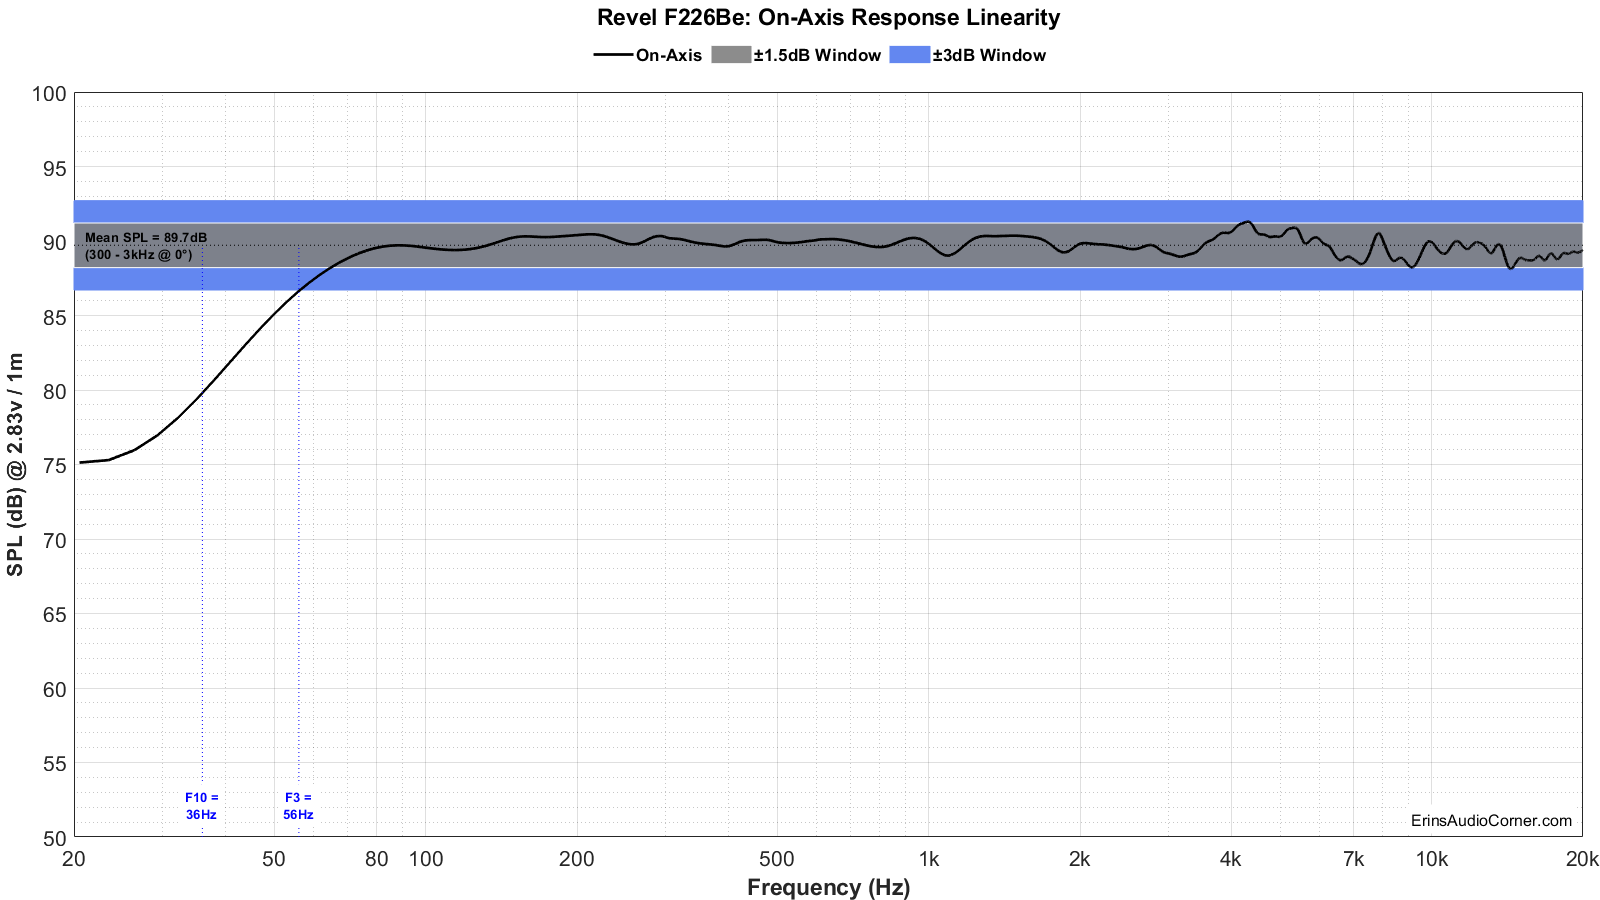 Revel F226Be: On-Axis Response Linearity
On-Axis ±1.5dB Window ±3dB Window
100
95
90
85
80
75
70
65
60
55
50
SPL (dB) @ 2.83v / 1m
Mean SPL = 89.7dB
(300 - 3kHz @ 0°)
F10 =
36Hz
F3 =
56Hz
ErinsAudioCorner.com
20 50 80 100 200 500 1k 2k 4k 7k 10k 20k
Frequency (Hz)